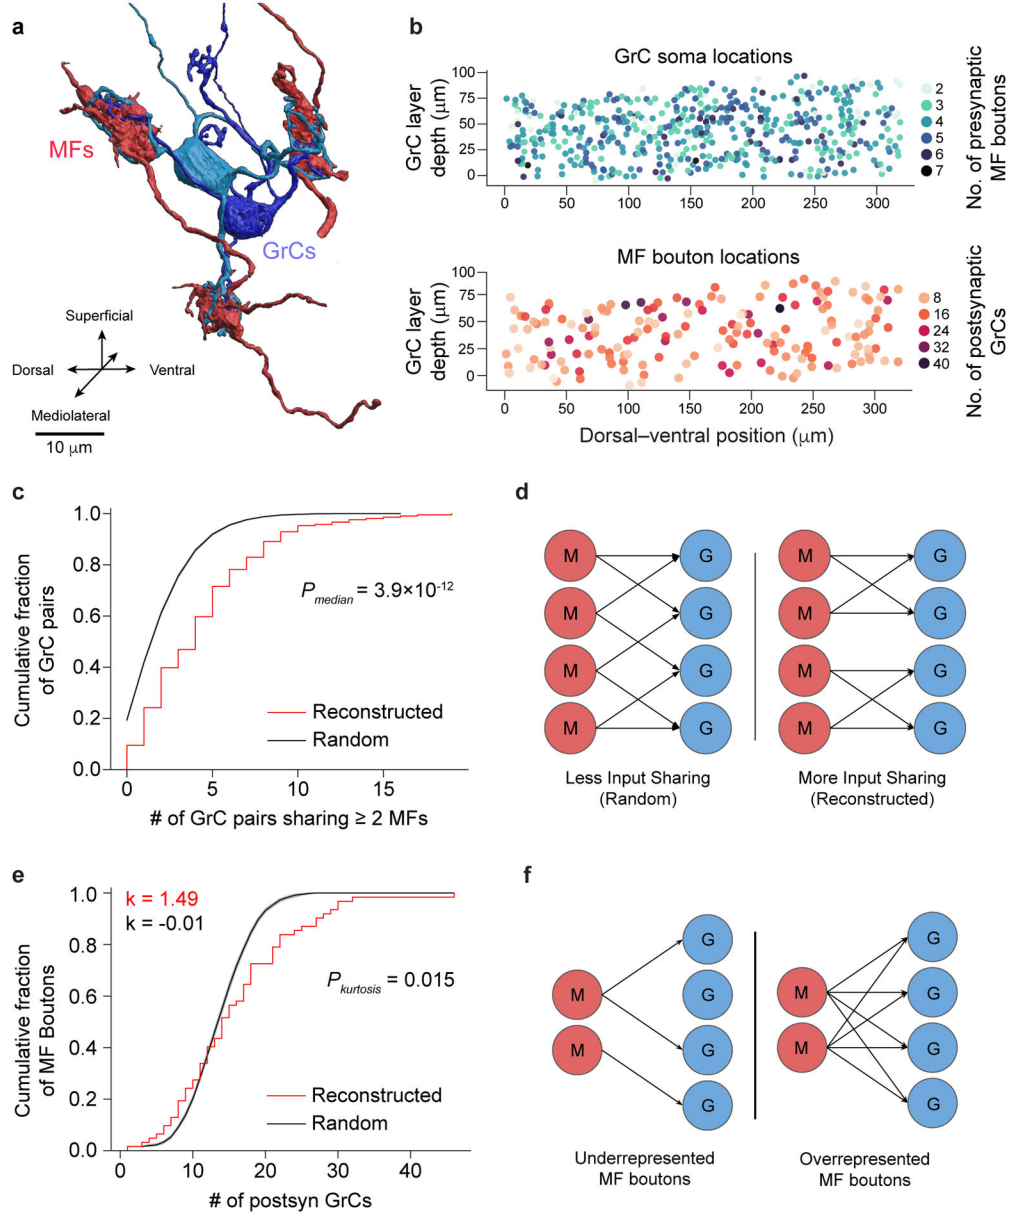 a
MFs
GrCs
Superficial
Dorsal
Ventral
Mediolateral
10 μm
b
GrC soma locations
GrC layer
depth (μm)
100
75
50
25
0
0
50
100
150
200
250
300
2
3
4
5
6
7
No. of presynaptic
MF boutons
MF bouton locations
GrC layer
depth (μm)
100
75
50
25
0
0
50
100
150
200
250
300
Dorsal–ventral position (μm)
8
16
24
32
40
No. of postsynaptic
GrCs
c
Cumulative fraction
of GrC pairs
1.0
0.8
0.6
0.4
0.2
0.0
P median = 3.9×10-12
Reconstructed
Random
0
5
10
15
# of GrC pairs sharing ≥ 2 MFs
d
M
G
M
G
M
G
M
G
M
G
M
G
M
G
M
G
Less Input Sharing
(Random)
More Input Sharing
(Reconstructed)
e
Cumulative fraction
of MF Boutons
1.0
0.8
0.6
0.4
0.2
0.0
k = 1.49
k = -0.01
P kurtosis = 0.015
Reconstructed
Random
0
10
20
30
40
# of postsyn GrCs
f
G
M
G
M
G
G
G
M
G
M
G
G
Underrepresented
MF boutons
Overrepresented
MF boutons